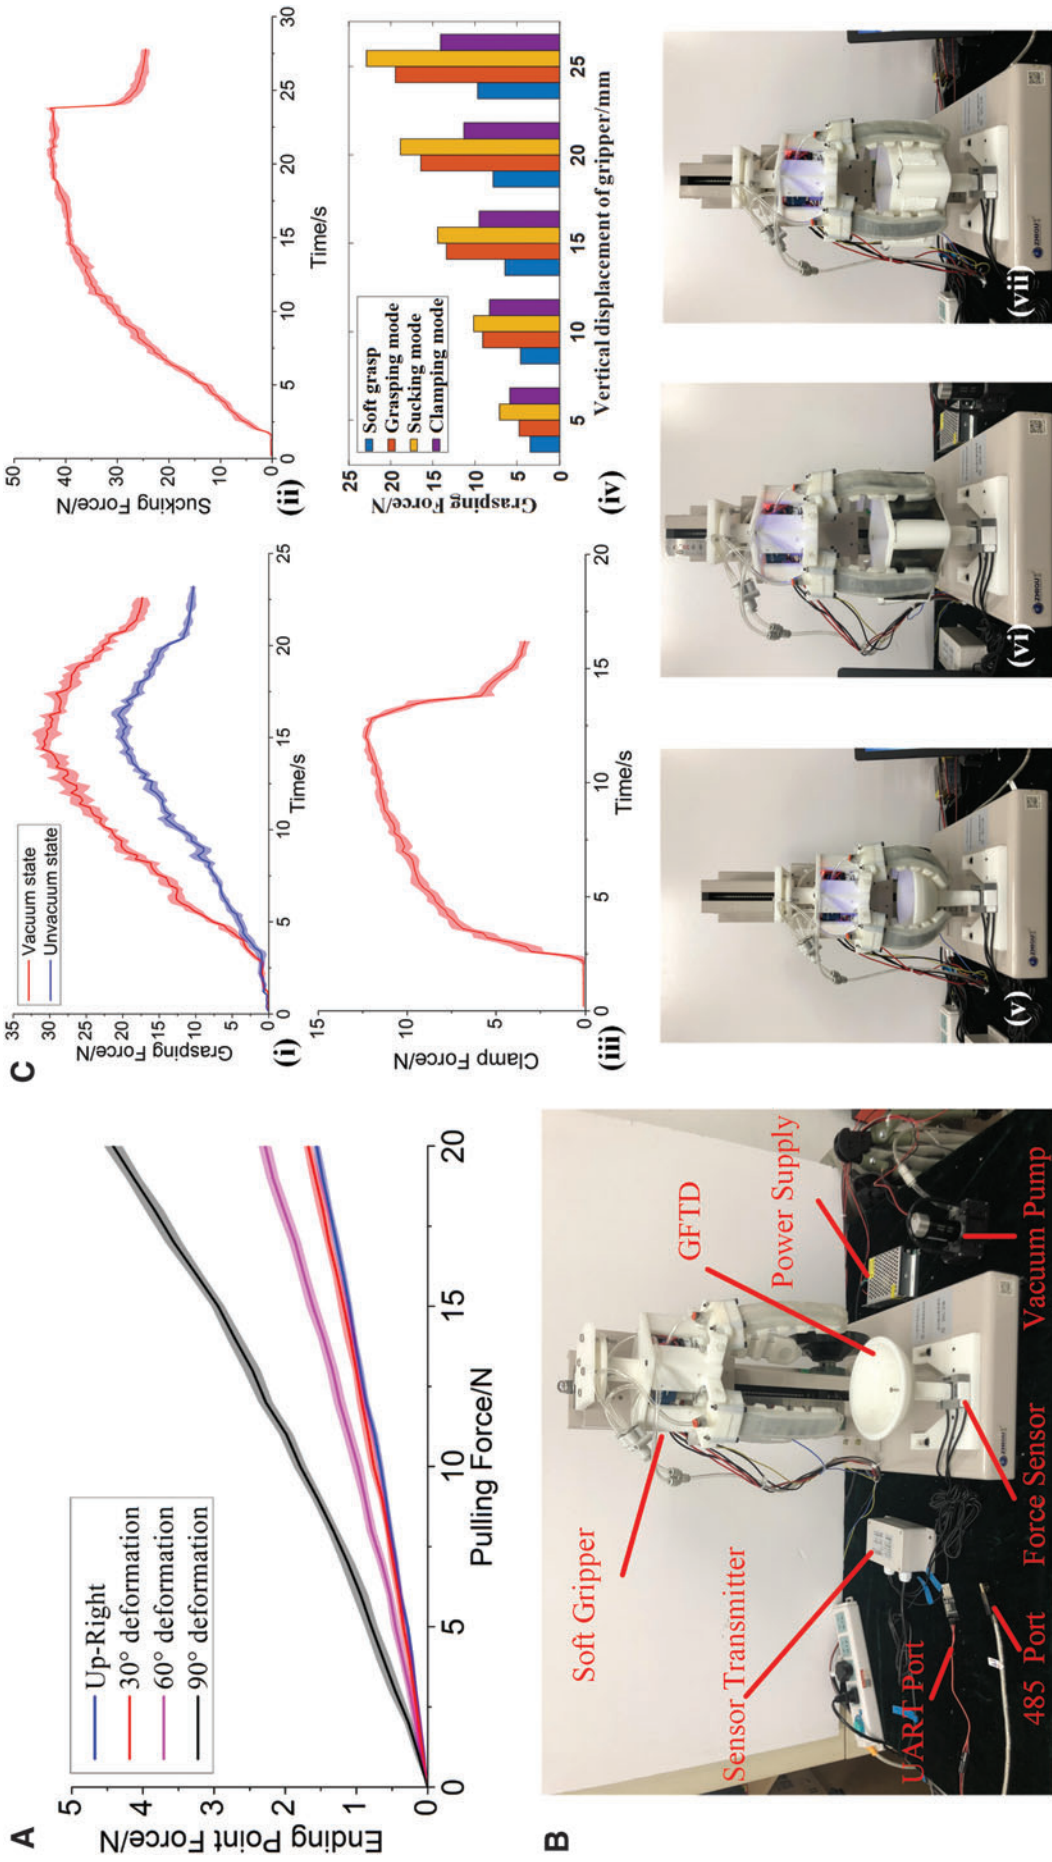 A
Up-Right
30° deformation
60° deformation
90° deformation
Ending Point Force/N
0
1
2
3
4
5
0
5
10
15
20
Pulling Force/N
B
Soft Gripper
GFTD
Sensor Transmitter
Power Supply
UART Port
485 Port
Force Sensor
Vacuum Pump
C
Vacuum state
Unvacuum state
Grasping Force/N
0
5
10
15
20
25
30
35
0
5
10
15
20
25
Time/s
(i)
Sucking Force/N
0
10
20
30
40
50
0
5
10
15
20
25
30
Time/s
(ii)
Clamp Force/N
0
5
10
15
0
5
10
15
20
Time/s
(iii)
Soft grasp
Grasping mode
Sucking mode
Clamping mode
Grasping Force/N
0
5
10
15
20
25
5
10
15
20
25
Vertical displacement of gripper/mm
(iv)
(v)
(vi)
(vii)